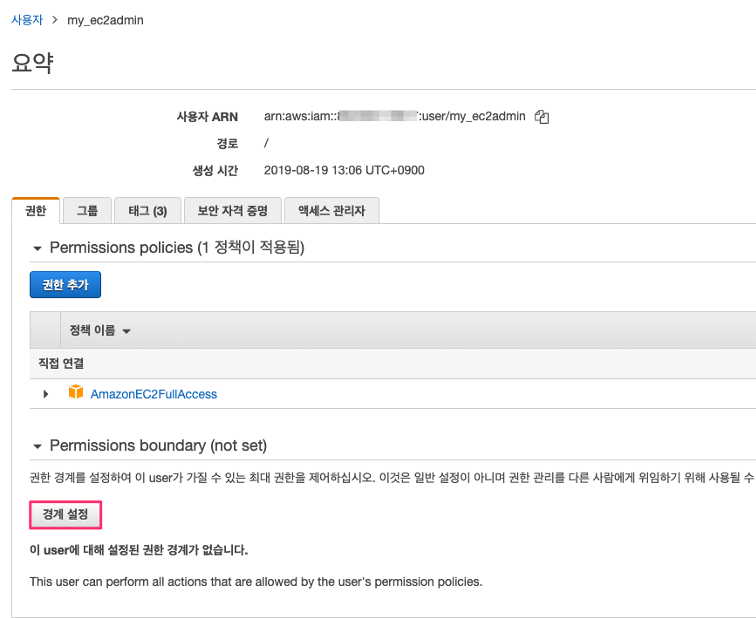 사용자 > my_ec2admin
요약
사용자 ARN arn:aws:iam:: :user/my_ec2admin
경로 /
생성 시간 2019-08-19 13:06 UTC+0900
권한 그룹 태그 (3) 보안 자격 증명 액세스 관리자
Permissions policies (1 정책이 적용됨)
권한 추가
정책 이름
직접 연결
AmazonEC2FullAccess
Permissions boundary (not set)
권한 경계를 설정하여 이 user가 가질 수 있는 최대 권한을 제어하십시오. 이것은 일반 설정이 아니며 권한 관리를 다른 사람에게 위임하기 위해 사용될 수
경계 설정
이 user에 대해 설정된 권한 경계가 없습니다.
This user can perform all actions that are allowed by the user's permission policies.